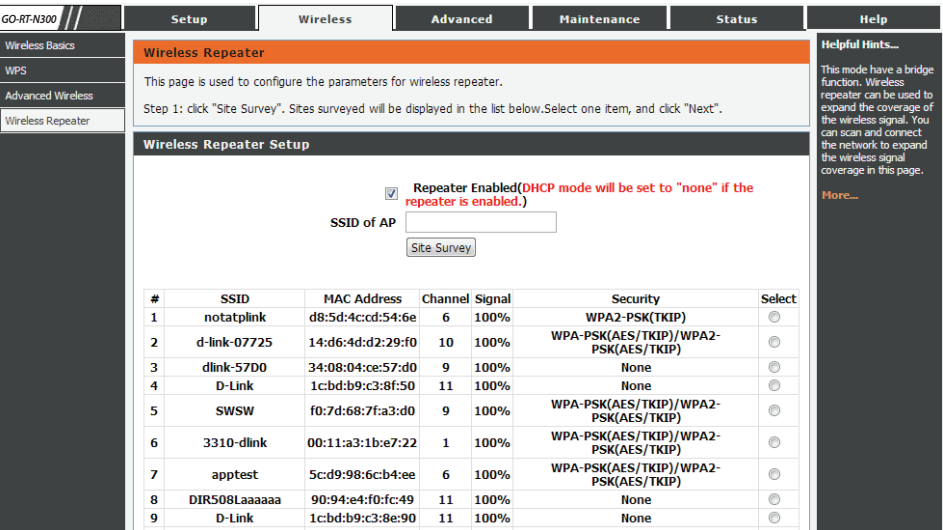 GO-RT-N300
Setup Wireless Advanced Maintenance Status Help
Wireless Basics
WPS
Advanced Wireless
Wireless Repeater
Wireless Repeater
This page is used to configure the parameters for wireless repeater.
Step 1: click "Site Survey". Sites surveyed will be displayed in the list below.Select one item, and click "Next".
Wireless Repeater Setup
Repeater Enabled(DHCP mode will be set to "none" if the
repeater is enabled.)
SSID of AP
Site Survey
# SSID MAC Address Channel Signal Security Select
1 notatplink d8:5d:4c:cd:54:6e 6 100% WPA2-PSK(TKIP)
2 d-link-07725 14:d6:4d:d2:29:f0 10 100% WPA-PSK(AES/TKIP)/WPA2-
PSK(AES/TKIP)
3 dlink-57D0 34:08:04:ce:57:d0 9 100% None
4 D-Link 1c:bd:b9:c3:8f:50 11 100% None
5 SWSW f0:7d:68:7f:a3:d0 9 100% WPA-PSK(AES/TKIP)/WPA2-
PSK(AES/TKIP)
6 3310-dlink 00:11:a3:1b:e7:22 1 100% WPA-PSK(AES/TKIP)/WPA2-
PSK(AES/TKIP)
7 apptest 5c:d9:98:6c:b4:ee 6 100% WPA-PSK(AES/TKIP)/WPA2-
PSK(AES/TKIP)
8 DIR508Laaaaaa 90:94:e4:f0:fc:49 11 100% None
9 D-Link 1c:bd:b9:c3:8e:90 11 100% None
Helpful Hints...
This mode have a bridge
function. Wireless
repeater can be used to
expand the coverage of
the wireless signal. You
can scan and connect
the network to expand
the wireless signal
coverage in this page.
More...